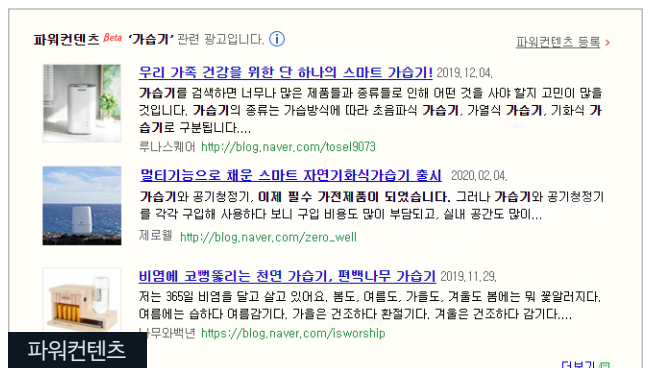 파워컨텐츠 Beta '가습기' 관련 광고입니다. i
파워컨텐츠 등록 >
우리 가족 건강을 위한 단 하나의 스마트 가습기! 2019.12.04.
가습기를 검색하면 너무나 많은 제품들과 종류들로 인해 어떤 것을 사야 할지 고민이 많을
것입니다. 가습기의 종류는 가습방식에 따라 초음파식 가습기, 가열식 가습기, 기화식 가
습기로 구분됩니다....
루나스퀘어 http://blog.naver.com/tosel9073
멀티기능으로 채운 스마트 자연기화식가습기 출시 2020.02.04.
가습기와 공기청정기, 이제 필수 가전제품이 되었습니다. 그러나 가습기와 공기청정기
를 각각 구입해 사용하다 보니 구입 비용도 많이 부담되고, 실내 공간도 많이...
제로웰 http://blog.naver.com/zero_well
비염에 코뻥뚫리는 천연 가습기, 편백나무 가습기 2019.11.29.
저는 365일 비염을 달고 살고 있어요. 봄도, 여름도, 가을도, 겨울도 봄에는 뭐 꽃알러지다.
여름에는 습하다 여름감기다. 가을은 건조하다 환절기다. 겨울은 건조하다 감기다....
나무와백년 https://blog.naver.com/isworship
파워컨텐츠
더보기